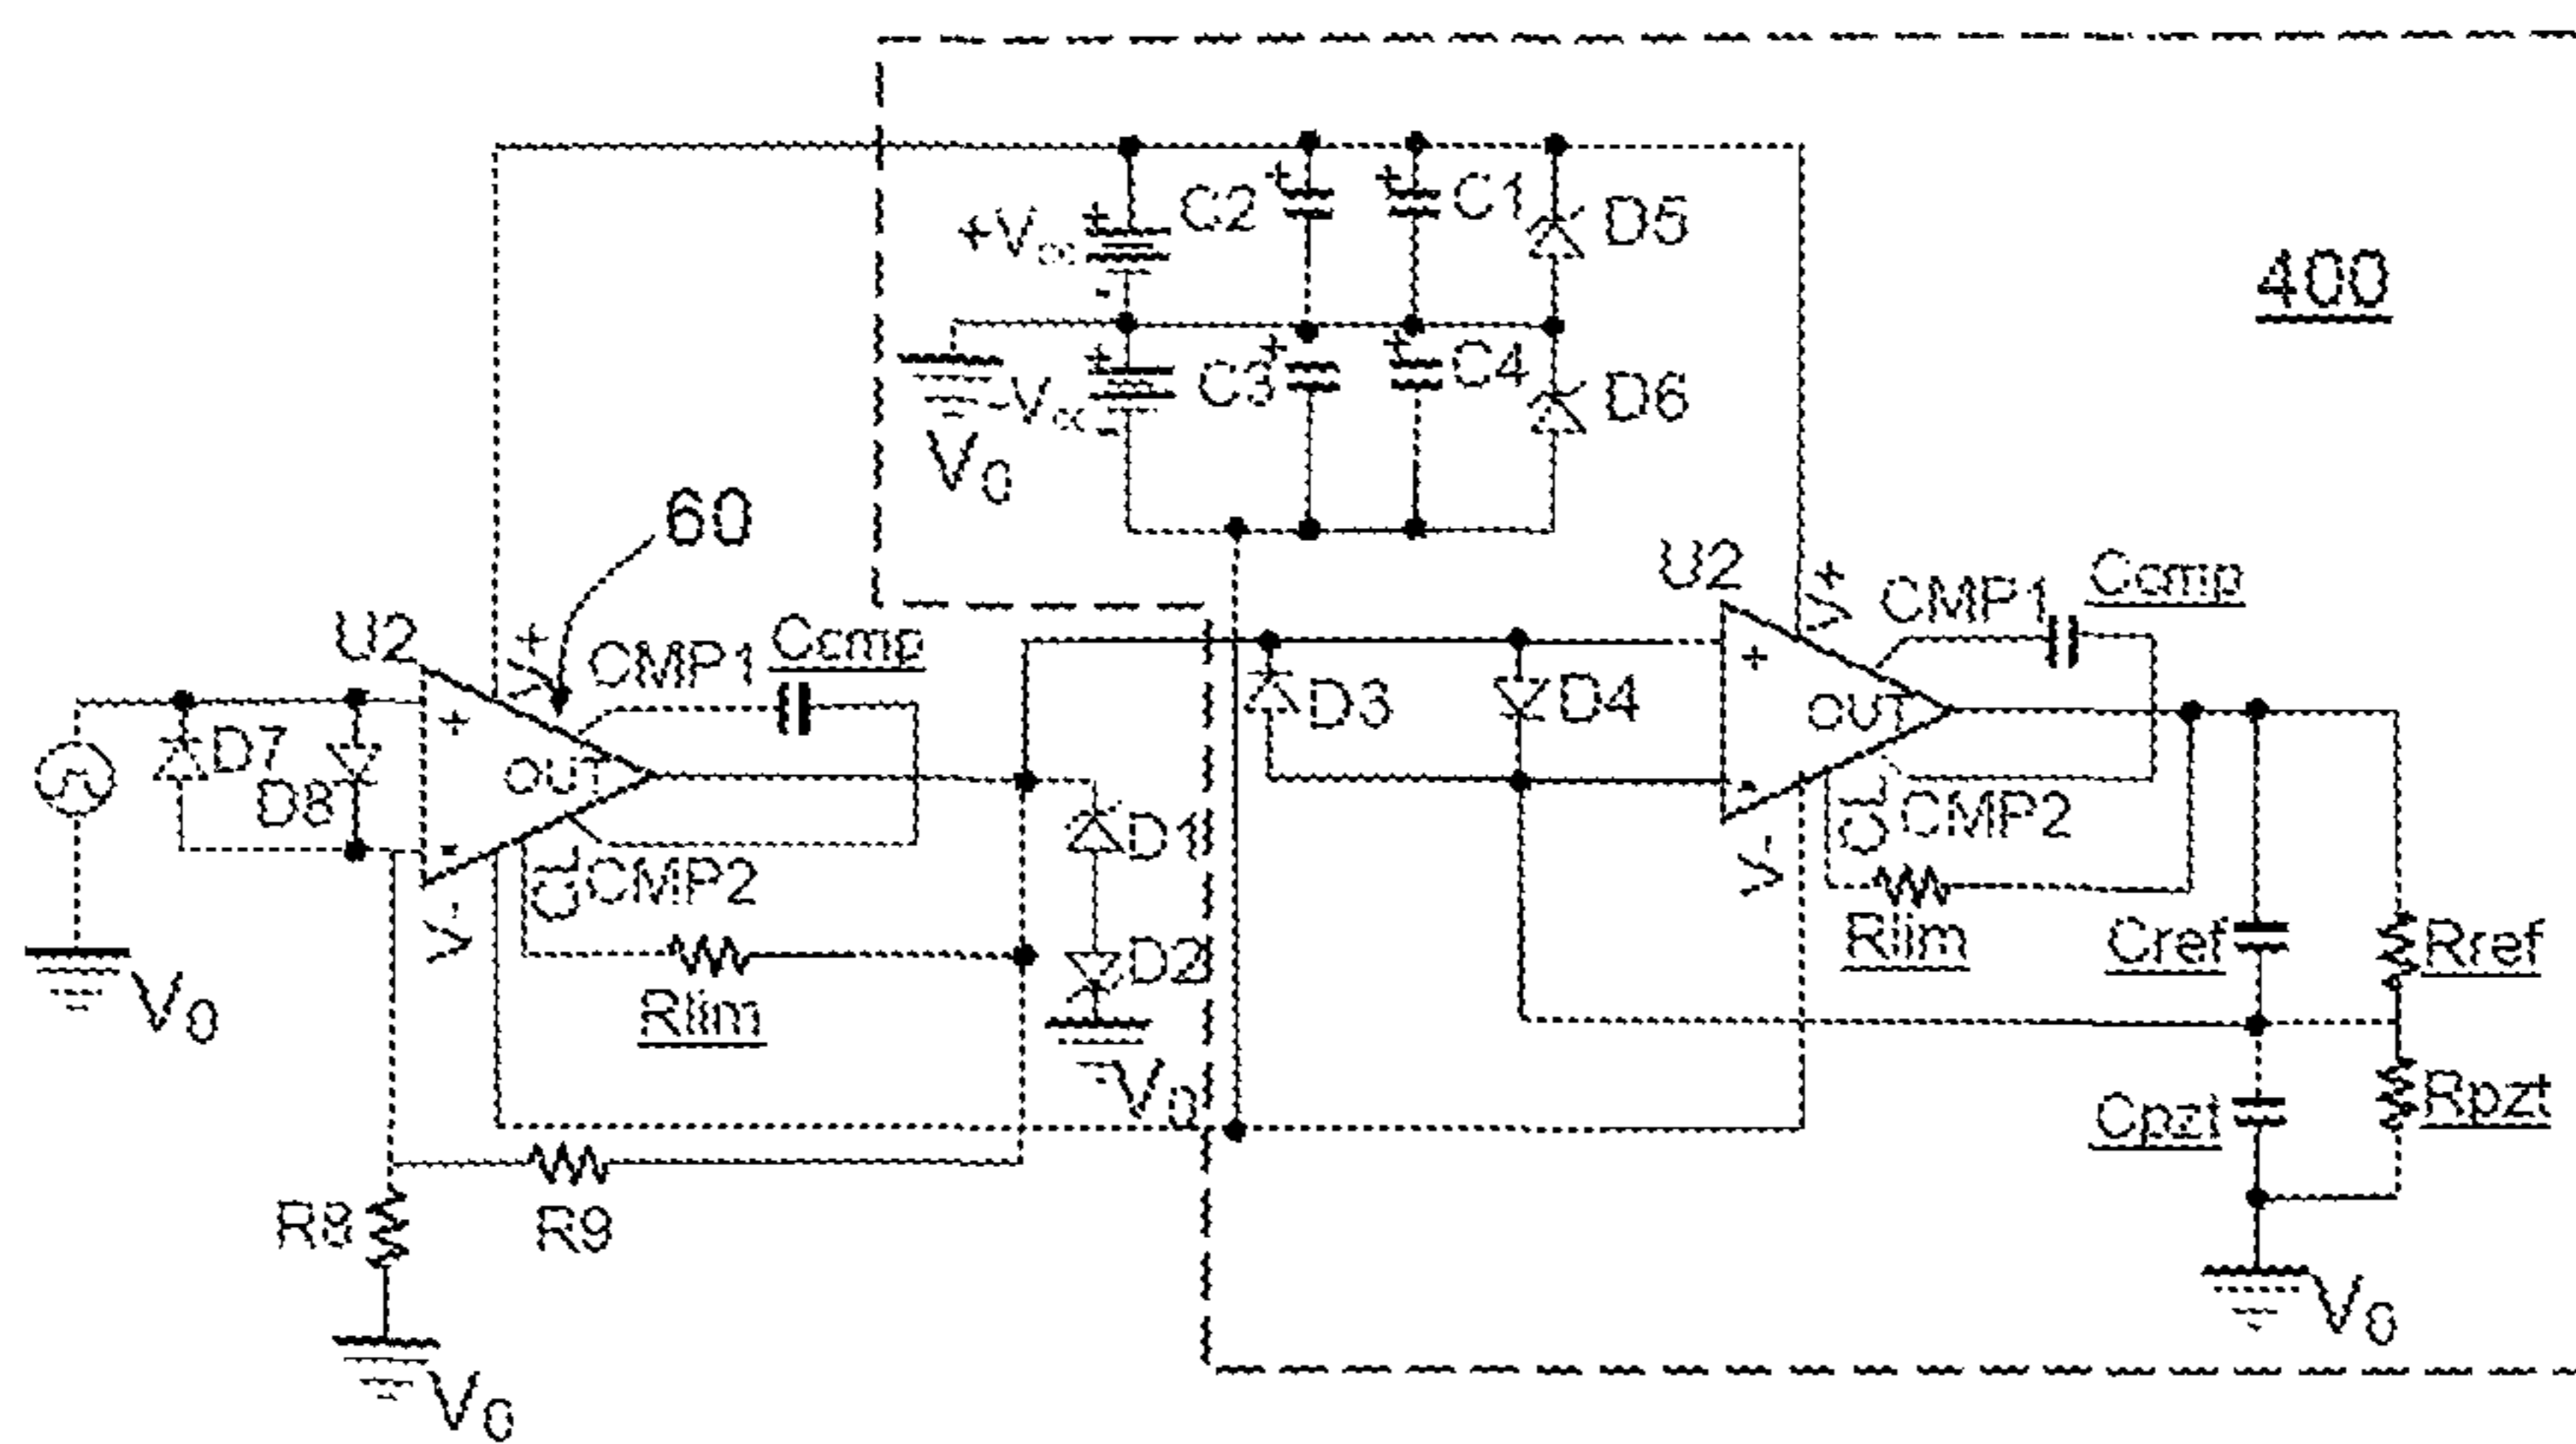 400
C2
C1
D5
+Vcc
C3
C4
D6
-Vcc
V0
60
U2
V+
CMP1
Ccmp
D7
D8
+
OUT
-
V-
CL
CMP2
Rlim
D1
D2
V0
V0
R8
R9
V0
U2
V+
CMP1
Ccmp
D3
D4
+
OUT
-
V-
CL
CMP2
Rlim
Cref
Rref
Cpzt
Rpzt
V0